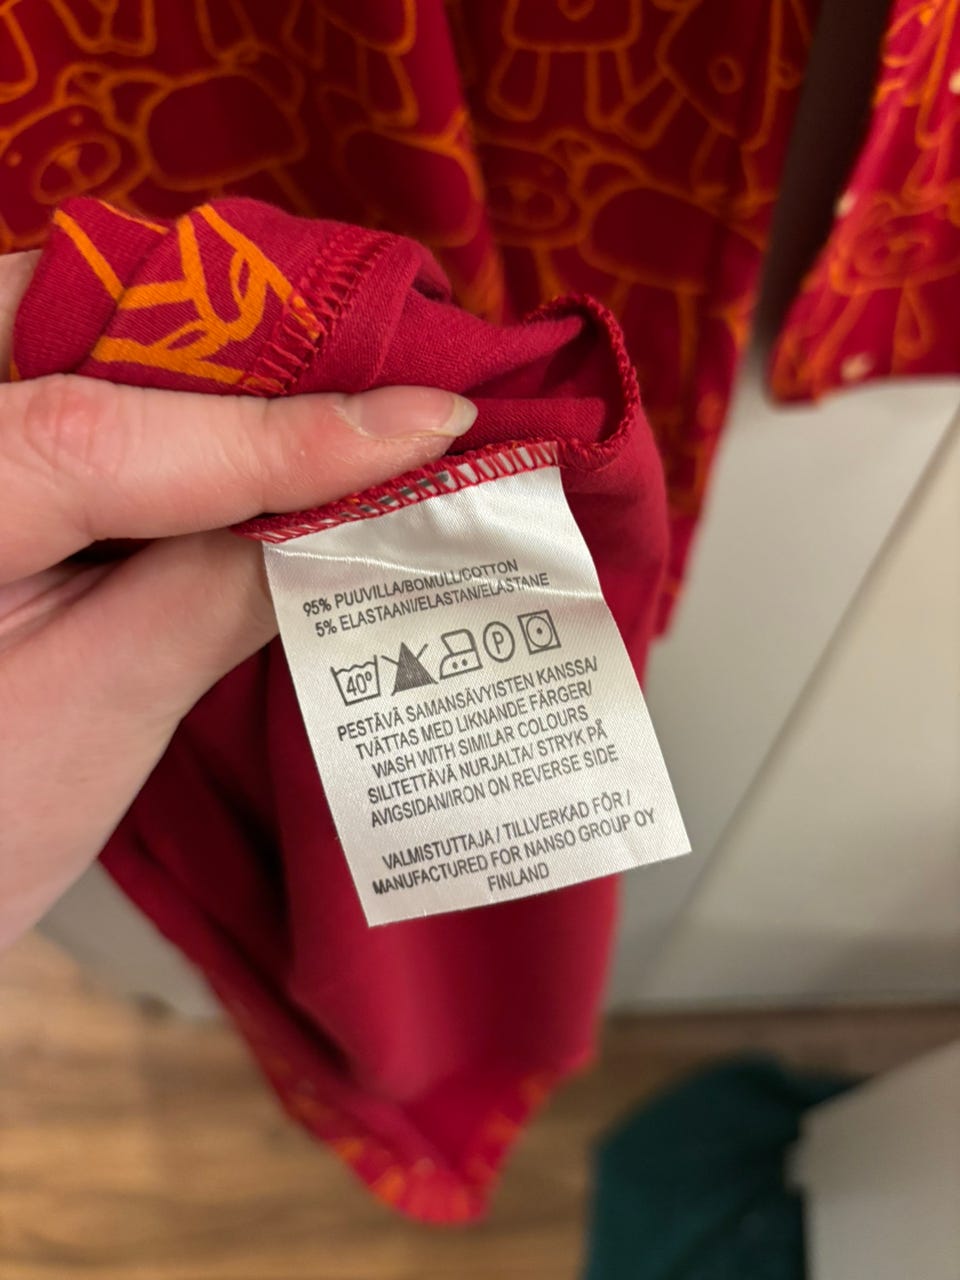 95% PUUVILLA/BOMULL/COTTON
5% ELASTAANI/ELASTAN/ELASTANE
40° P
PESTÄVÄ SAMANSÄVYISTEN KANSSA/
TVÄTTAS MED LIKNANDE FÄRGER/
WASH WITH SIMILAR COLOURS
SILITETTÄVÄ NURJALTA/ STRYK PÅ
AVIGSIDAN/IRON ON REVERSE SIDE
VALMISTUTTAJA / TILLVERKAD FÖR /
MANUFACTURED FOR NANSO GROUP OY
FINLAND